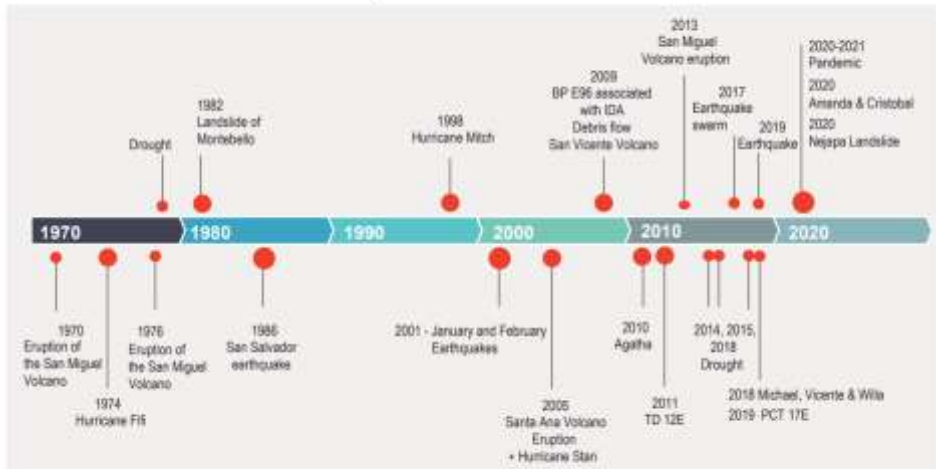 2013
San Miguel
Volcano eruption
2020-2021
Pandemic
2020
Amanda & Cristobal
2020
Nejapa Landslide
2009
BP E96 associated
with IDA
Debris flow
San Vicente Volcano
2017
Earthquake
swarm
1982
Landslide of
Montebello
1998
Hurricane Mitch
2019
Earthquake
Drought
1970
1980
1990
2000
2010
2020
1970
Eruption of
the San Miguel
Volcano
1976
Eruption of
the San Miguel
Volcano
1986
San Salvador
earthquake
2001 - January and February
Earthquakes
2010
Agatha
2014, 2015,
2018
Drought
1974
Hurricane Fifi
2005
Santa Ana Volcano
Eruption
+ Hurricane Stan
2011
TD 12E
2018 Michael, Vicente & Willa
2019 PCT 17E